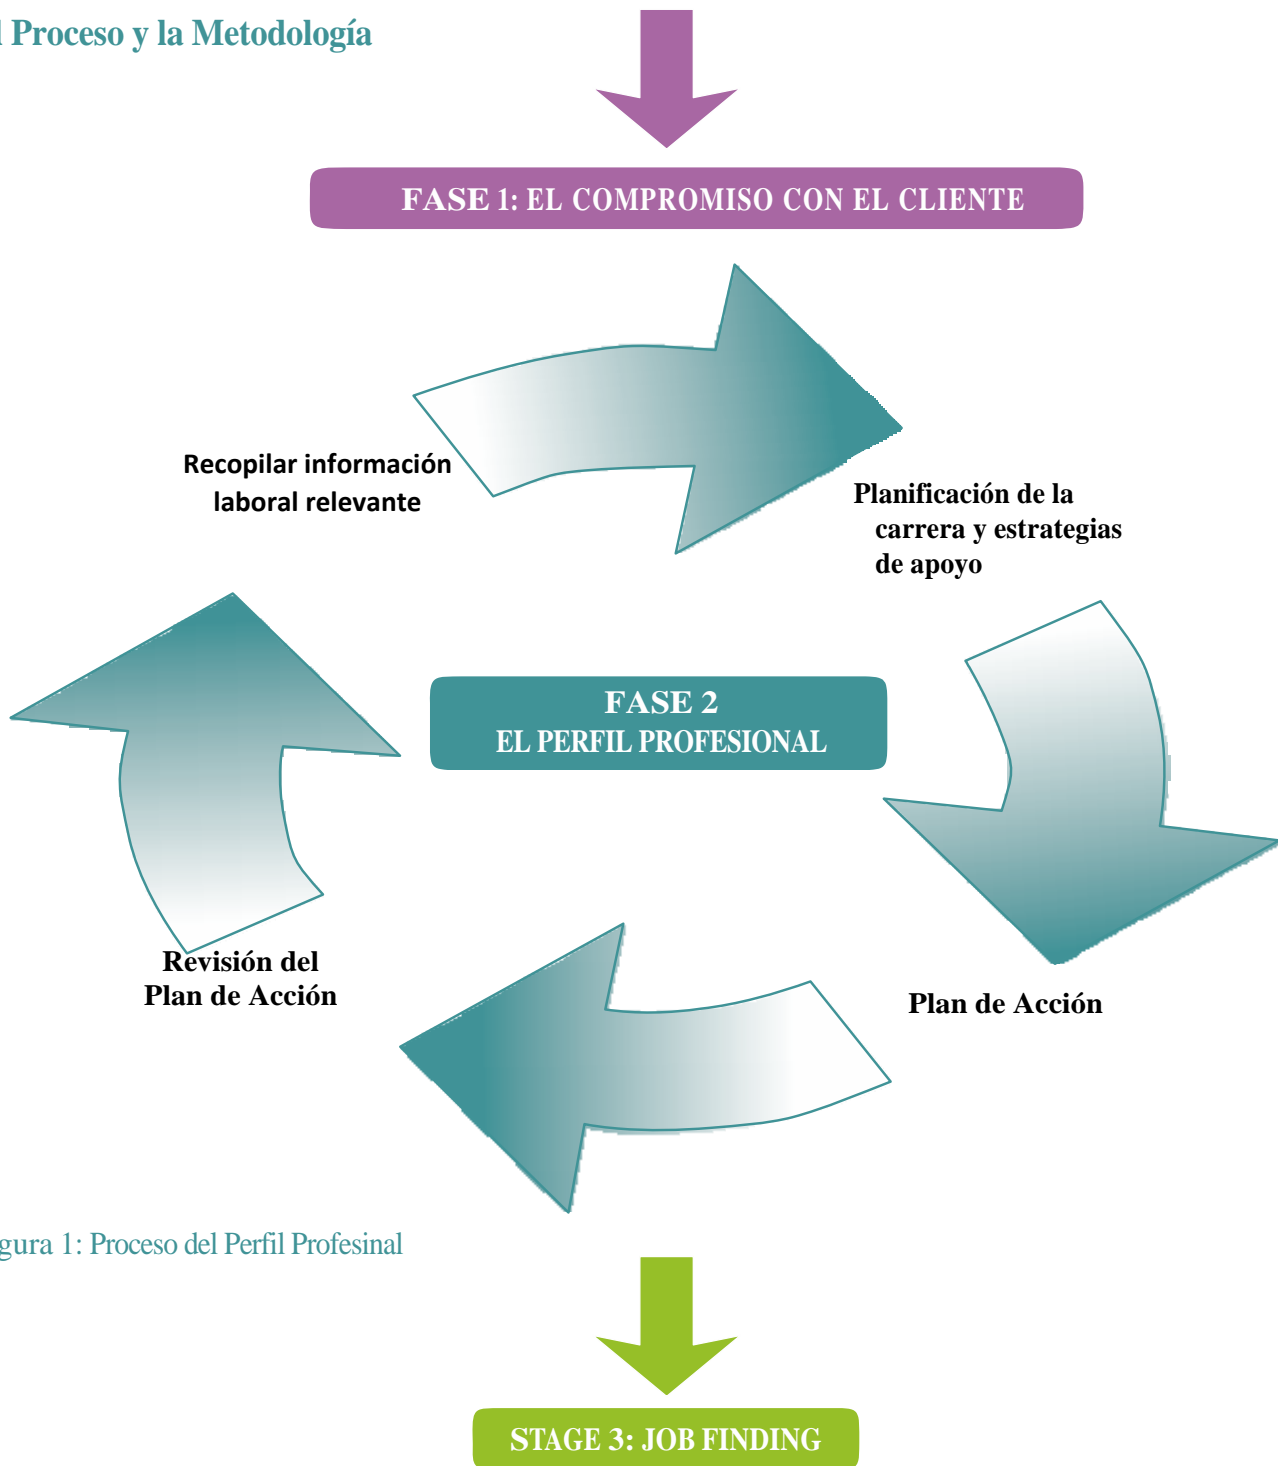 l Proceso y la Metodología
FASE 1: EL COMPROMISO CON EL CLIENTE
Recopilar información
laboral relevante
Planificación de la
carrera y estrategias
de apoyo
FASE 2
EL PERFIL PROFESIONAL
Revisión del
Plan de Acción
Plan de Acción
gura 1: Proceso del Perfil Profesinal
STAGE 3: JOB FINDING